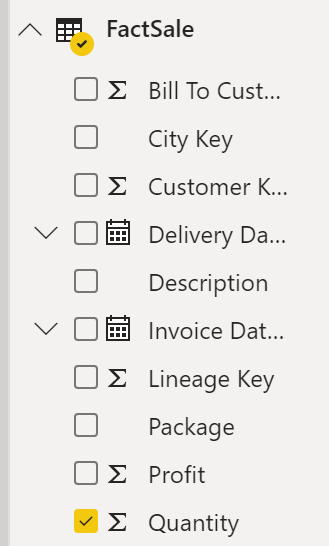 FactSale
Σ Bill To Cust...
City Key
Σ Customer K...
Delivery Da...
Description
Invoice Dat...
Σ Lineage Key
Package
Σ Profit
Σ Quantity